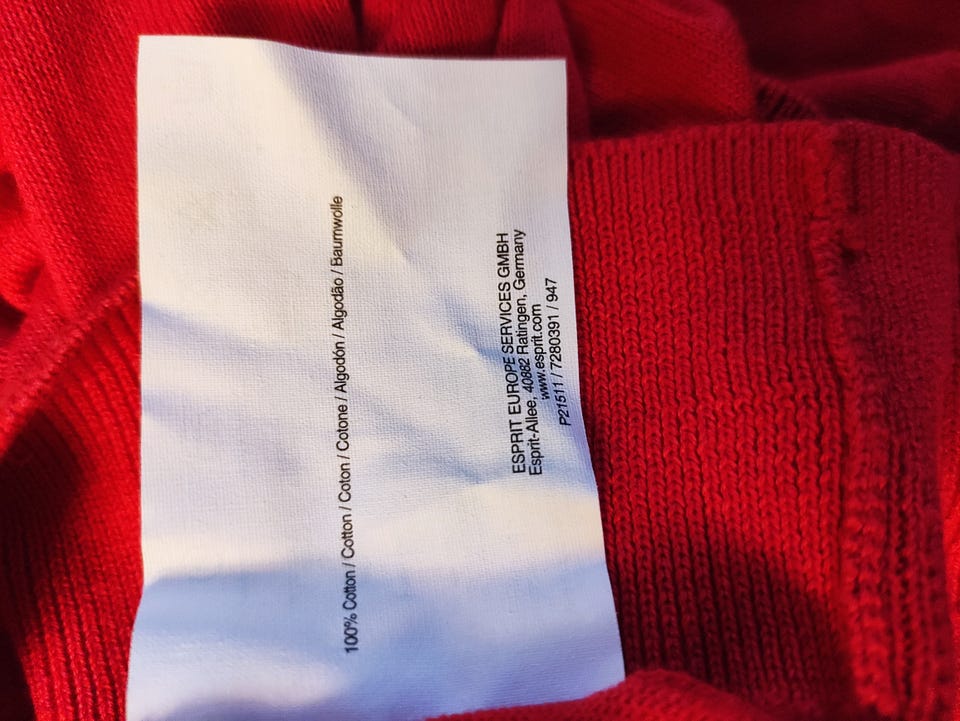 100% Cotton / Cotton / Coton / Cotone / Algodón / Algodão / Baumwolle
ESPRIT EUROPE SERVICES GMBH
Esprit-Allee, 40882 Ratingen, Germany
www.esprit.com
P21511 / 7280391 / 947